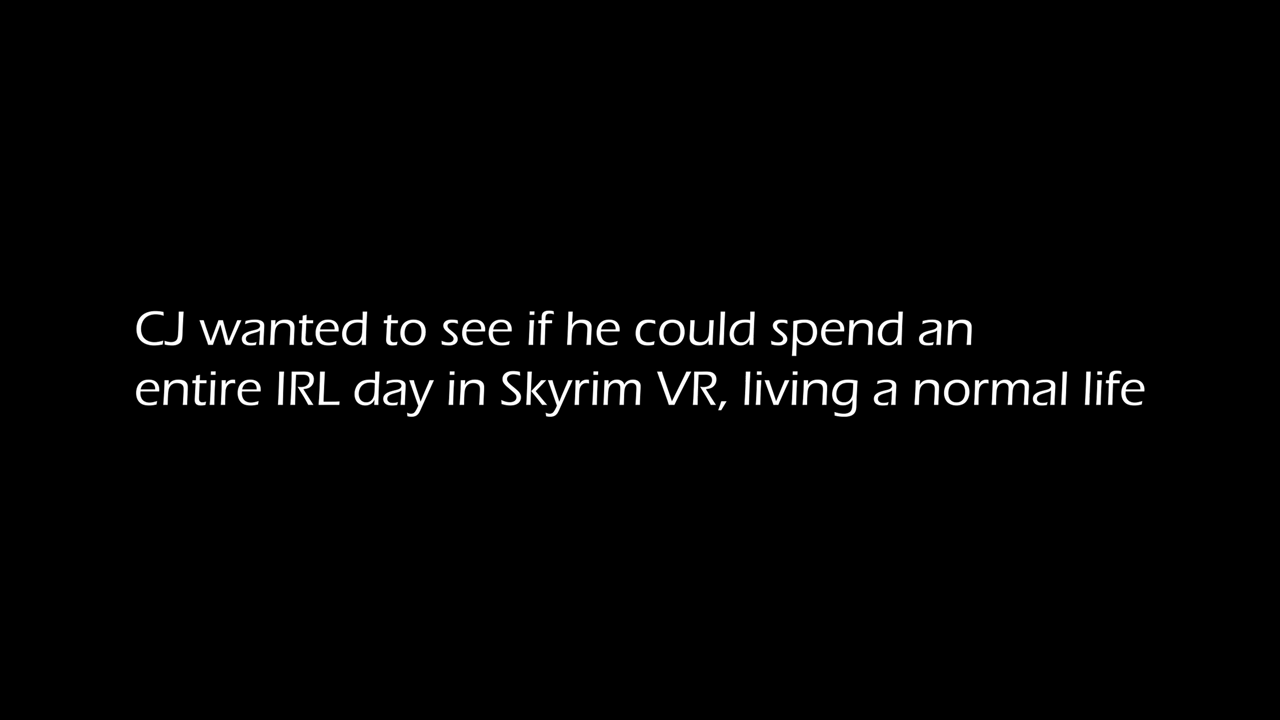 CJ wanted to see if he could spend an
entire IRL day in Skyrim VR, living a normal life